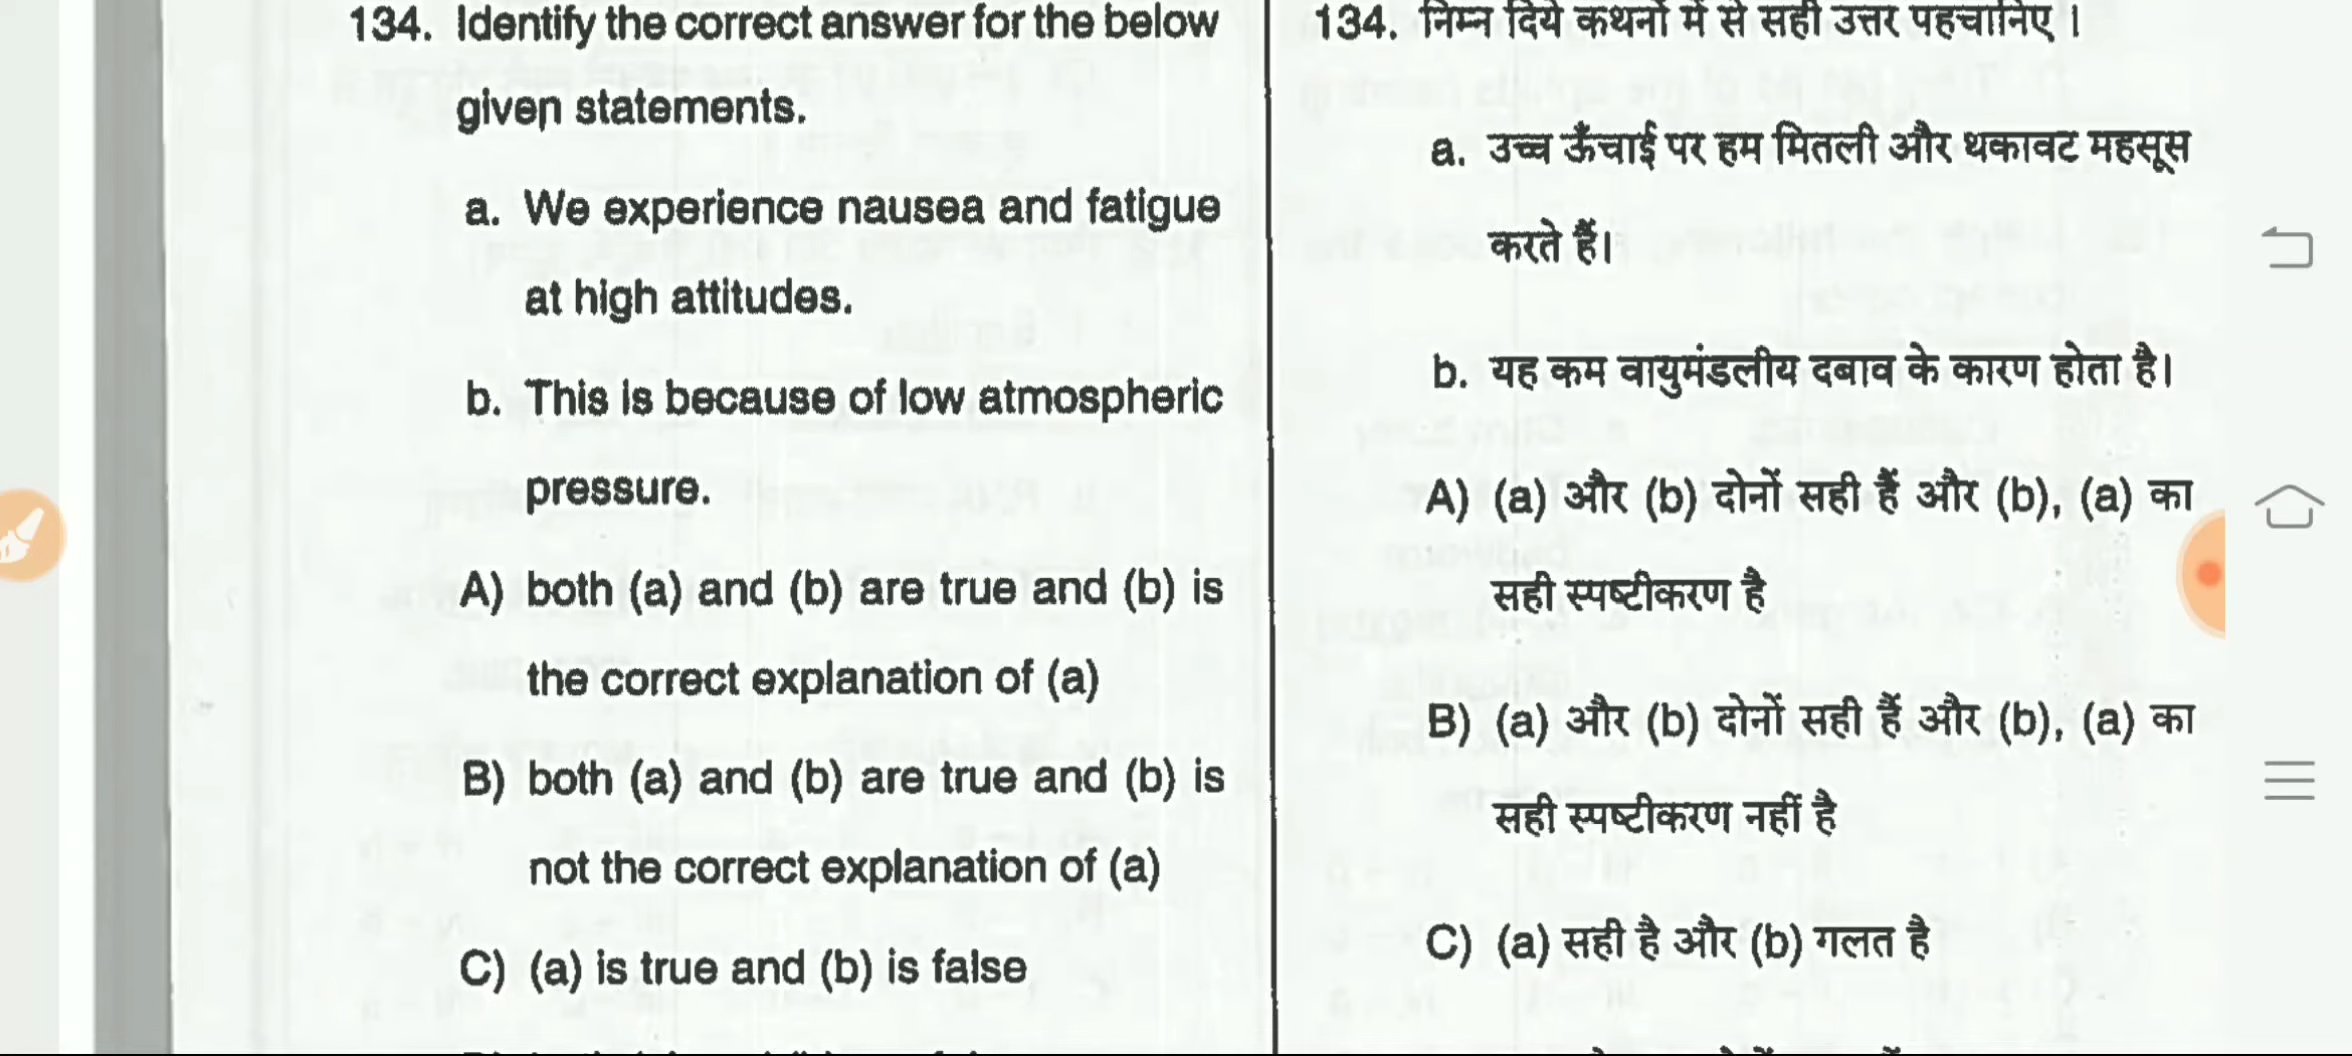 134. Identify the correct answer for the below
given statements.
a. We experience nausea and fatigue
at high attitudes.
b. This is because of low atmospheric
pressure.
A) both (a) and (b) are true and (b) is
the correct explanation of (a)
B) both (a) and (b) are true and (b) is
not the correct explanation of (a)
C) (a) is true and (b) is false
134. निम्न दिये कथनों में से सही उत्तर पहचानिए।
a. उच्च ऊँचाई पर हम मितली और थकावट महसूस
करते हैं।
b. यह कम वायुमंडलीय दबाव के कारण होता है।
A) (a) और (b) दोनों सही हैं और (b), (a) का
सही स्पष्टीकरण है
B) (a) और (b) दोनों सही हैं और (b), (a) का
सही स्पष्टीकरण नहीं है
C) (a) सही है और (b) गलत है